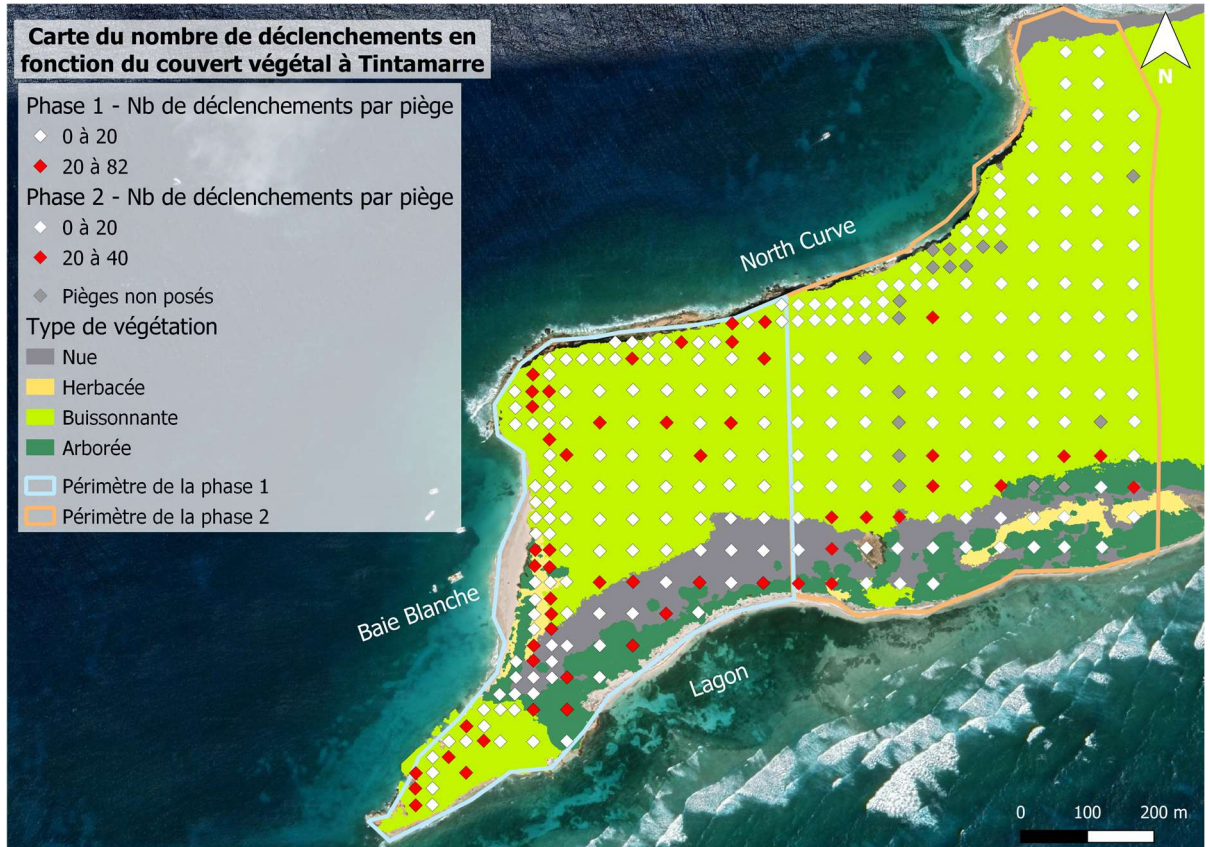 Carte du nombre de déclenchements en
fonction du couvert végétal à Tintamarre
Phase 1 - Nb de déclenchements par piège
0 à 20
20 à 82
Phase 2 - Nb de déclenchements par piège
0 à 20
20 à 40
Pièges non posés
Type de végétation
Nue
Herbacée
Buissonnante
Arborée
Périmètre de la phase 1
Périmètre de la phase 2
N
North Curve
Baie Blanche
Lagon
0 100 200 m